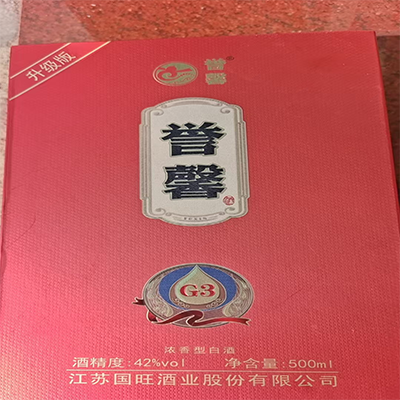 升级版
誉馨
誉馨
G3
浓香型白酒
酒精度:42%vol 净含量:500ml
江苏国旺酒业股份有限公司